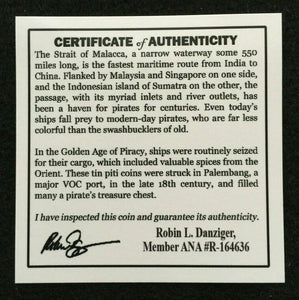 CERTIFICATE of AUTHENTICITY
The Strait of Malacca, a narrow waterway some 550
miles long, is the fastest maritime route from India to
China. Flanked by Malaysia and Singapore on one side,
and the Indonesian island of Sumatra on the other, the
passage, with its myriad inlets and river outlets, has
been a haven for pirates for centuries. Even today's
ships fall prey to modern-day pirates, who are far less
colorful than the swashbucklers of old.
In the Golden Age of Piracy, ships were routinely seized
for their cargo, which included valuable spices from the
Orient. These tin piti coins were struck in Palembang, a
major VOC port, in the late 18th century, and filled
many a pirate's treasure chest.
I have inspected this coin and guarantee its authenticity.
Robin L. Danziger,
Member ANA #R-164636